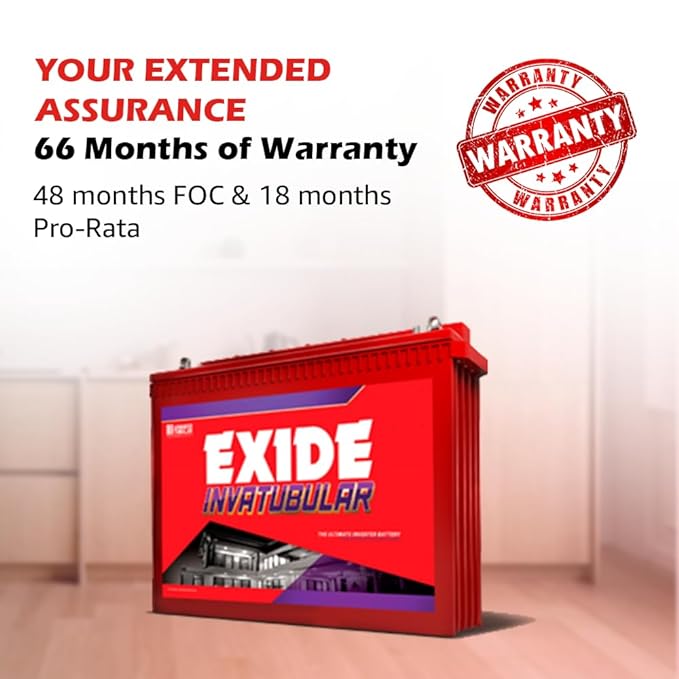 YOUR EXTENDED
ASSURANCE
66 Months of Warranty
48 months FOC & 18 months
Pro-Rata
WARRANTY
WARRANTY
WARRANTY
EXIDE
INVATUBULAR
THE ULTIMATE INVERTER BATTERY